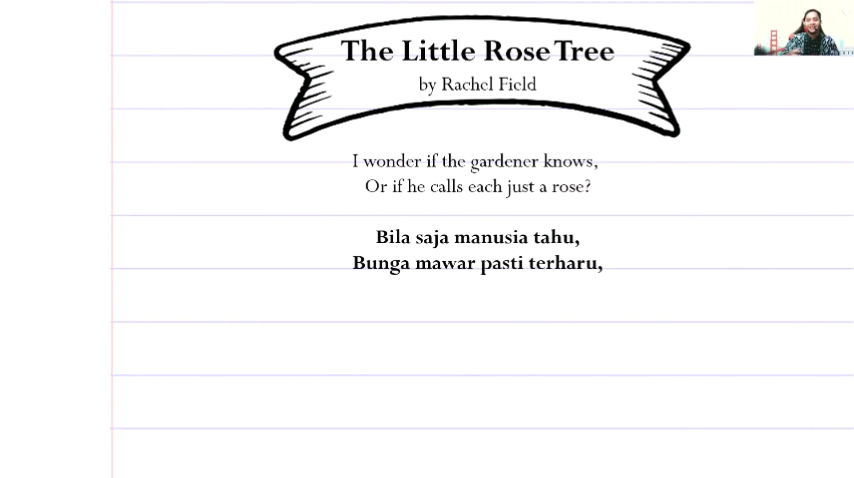 The Little Rose Tree
by Rachel Field
I wonder if the gardener knows,
Or if he calls each just a rose?
Bila saja manusia tahu,
Bunga mawar pasti terharu,